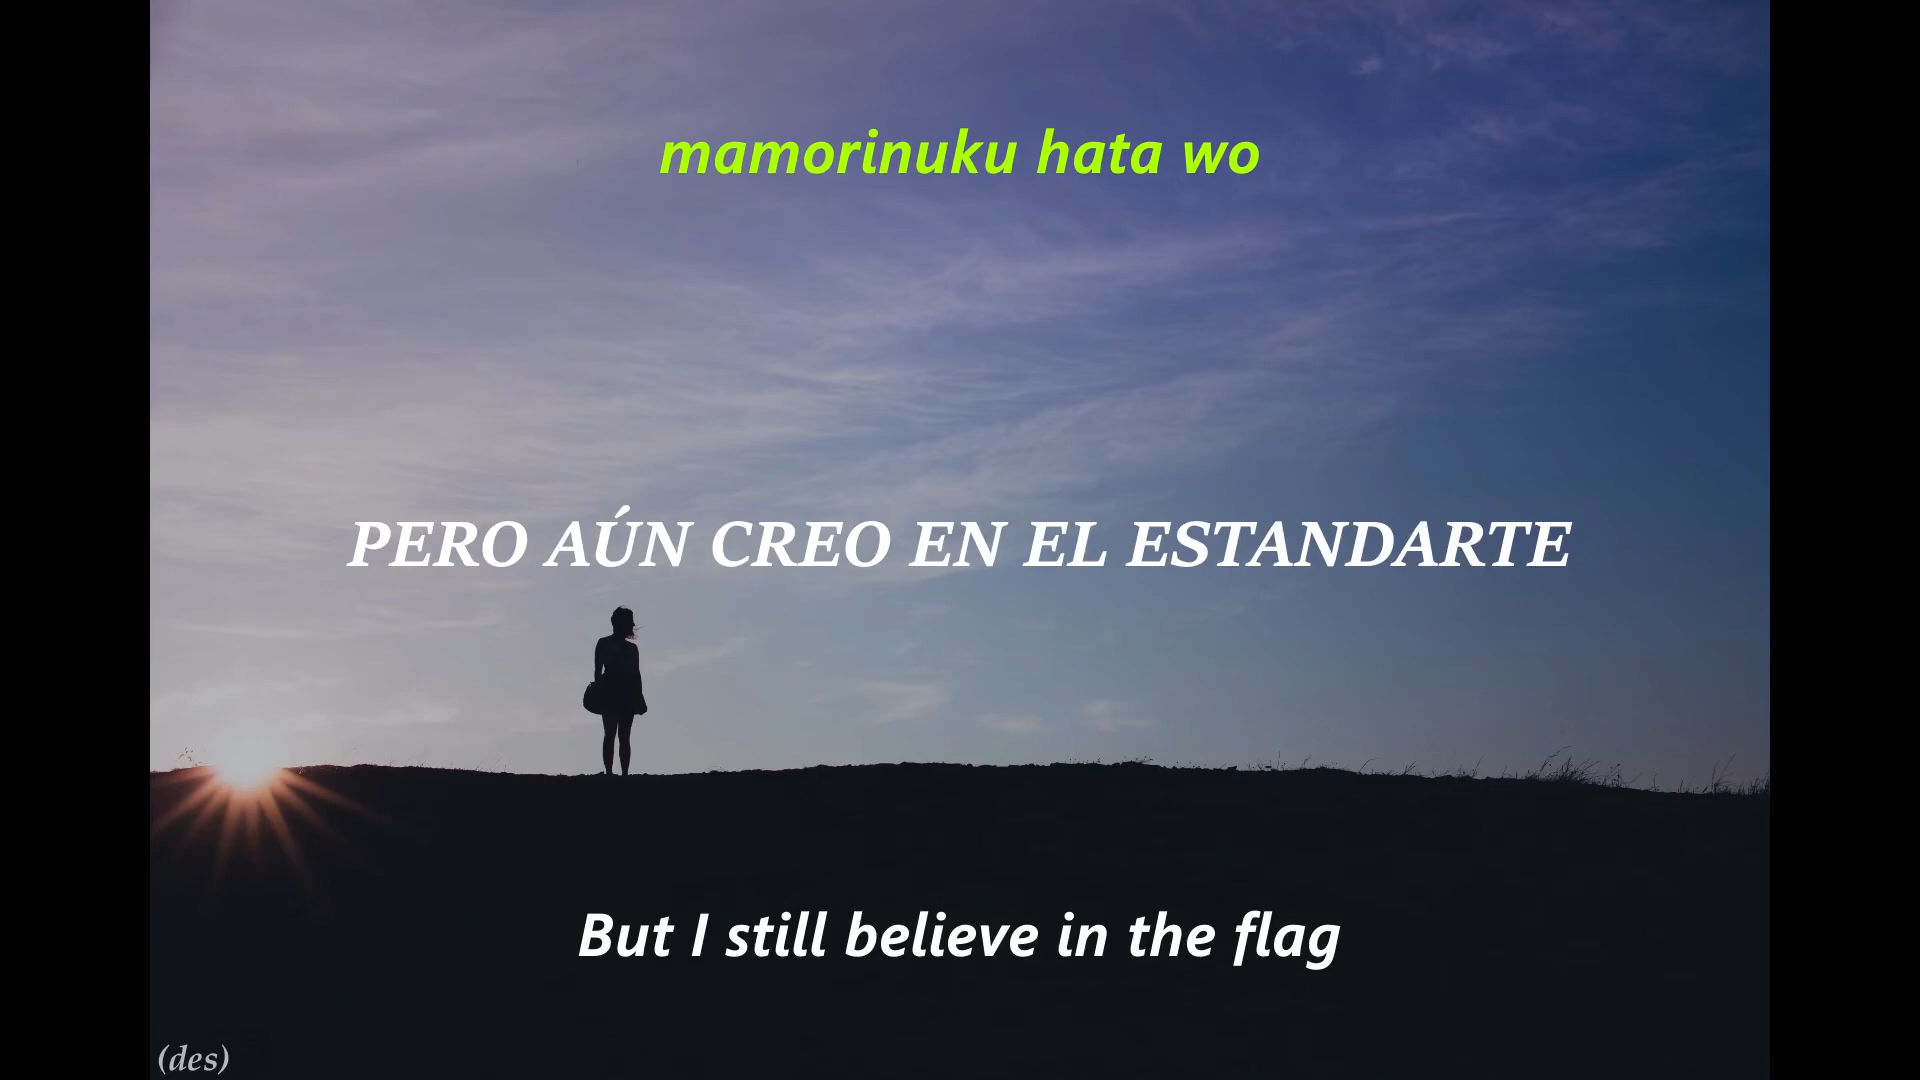 mamorinuku hata wo
PERO AÚN CREO EN EL ESTANDARTE
But I still believe in the flag
(des)